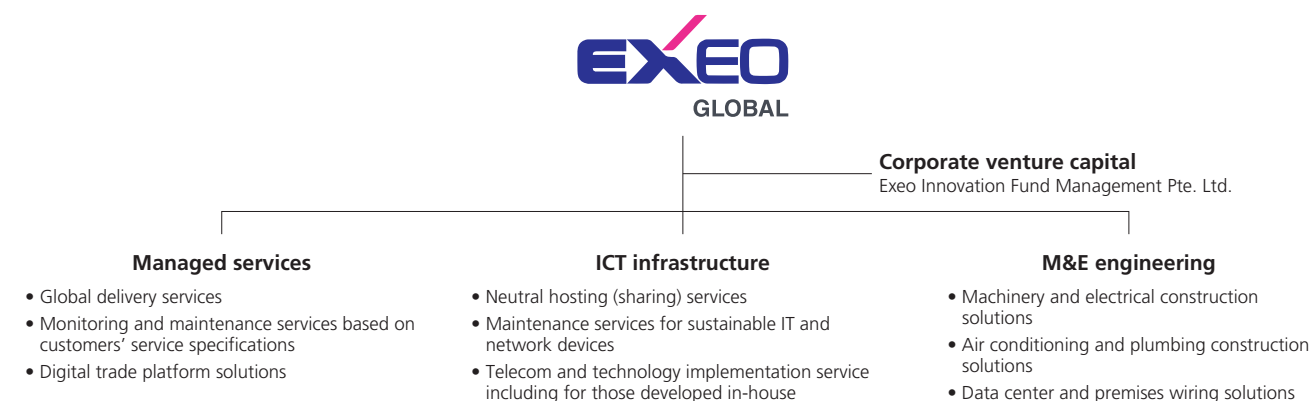 EXEO
GLOBAL
Corporate venture capital
Exeo Innovation Fund Management Pte. Ltd.
Managed services
• Global delivery services
• Monitoring and maintenance services based on
customers’ service specifications
• Digital trade platform solutions
ICT infrastructure
• Neutral hosting (sharing) services
• Maintenance services for sustainable IT and
network devices
• Telecom and technology implementation service
including for those developed in-house
M&E engineering
• Machinery and electrical construction
solutions
• Air conditioning and plumbing construction
solutions
• Data center and premises wiring solutions